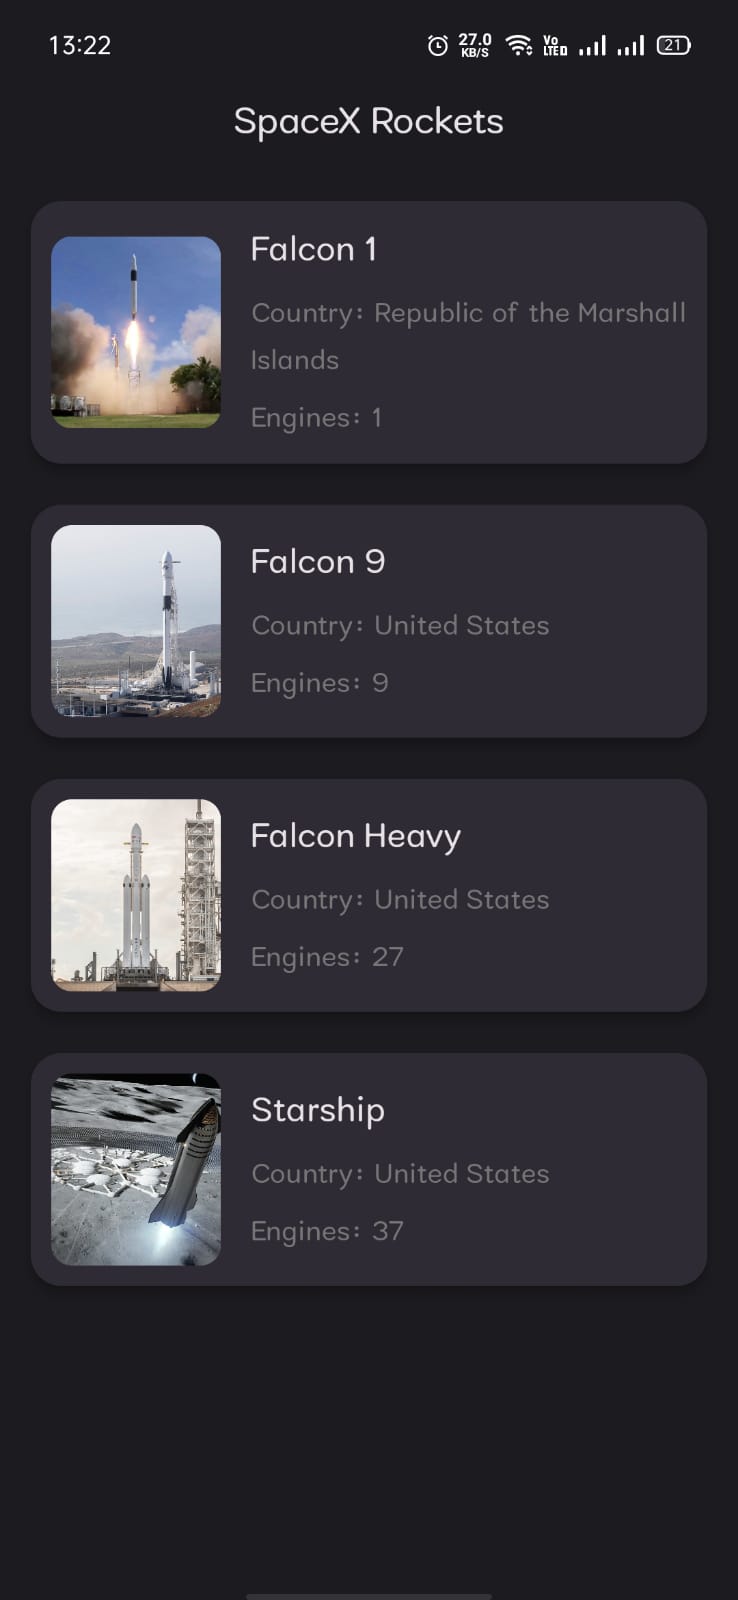 13:22
27.0
KB/S
Vo
LTE
21
SpaceX Rockets
Falcon 1
Country: Republic of the Marshall
Islands
Engines: 1
Falcon 9
Country: United States
Engines: 9
Falcon Heavy
Country: United States
Engines: 27
Starship
Country: United States
Engines: 37